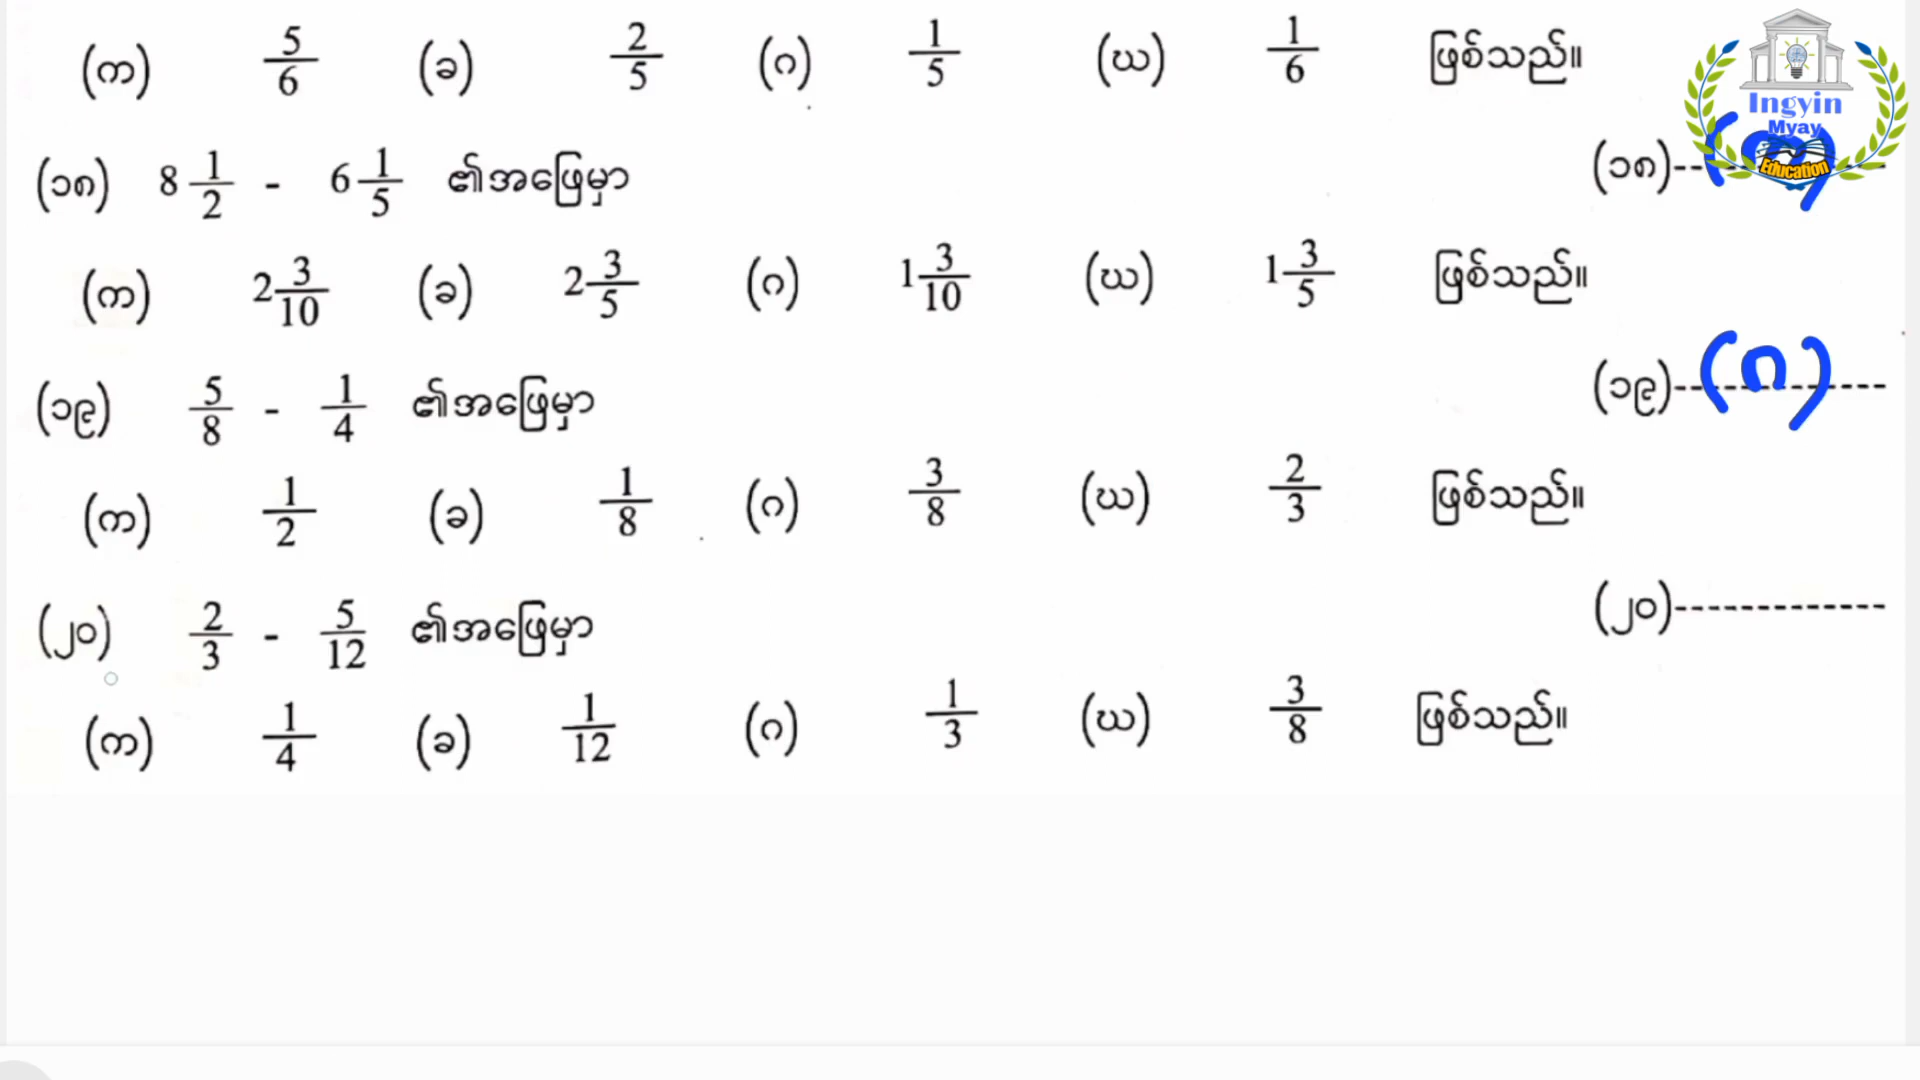 (က) 5/6 (ခ) 2/5 (ဂ) 1/5 (ဃ) 1/6 ဖြစ်သည်။
Ingyin
Myay
Education
(၁၈) 8 1/2 - 6 1/5 ၏အဖြေမှာ (၁၈)--------------
(က) 2 3/10 (ခ) 2 3/5 (ဂ) 1 3/10 (ဃ) 1 3/5 ဖြစ်သည်။
(၁၉) 5/8 - 1/4 ၏အဖြေမှာ (၁၉)-------------- (ဂ)
(က) 1/2 (ခ) 1/8 (ဂ) 3/8 (ဃ) 2/3 ဖြစ်သည်။
(၂၀) 2/3 - 5/12 ၏အဖြေမှာ (၂၀)--------------
(က) 1/4 (ခ) 1/12 (ဂ) 1/3 (ဃ) 3/8 ဖြစ်သည်။